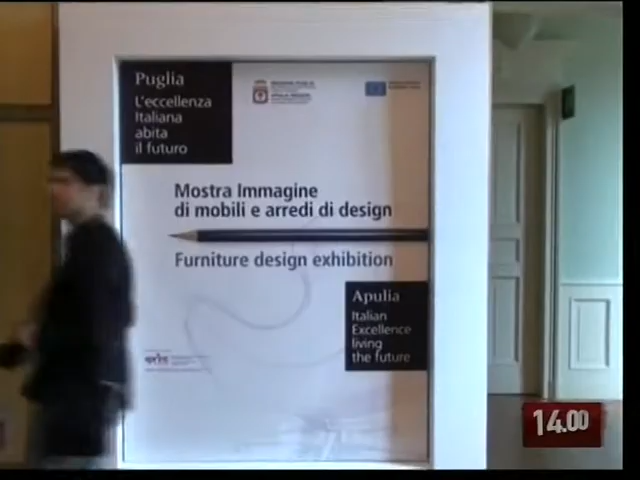 Puglia
L'eccellenza
Italiana
abita
il futuro
Mostra Immagine
di mobili e arredi di design
Furniture design exhibition
Apulia
Italian
Excellence
living
the future
14.00